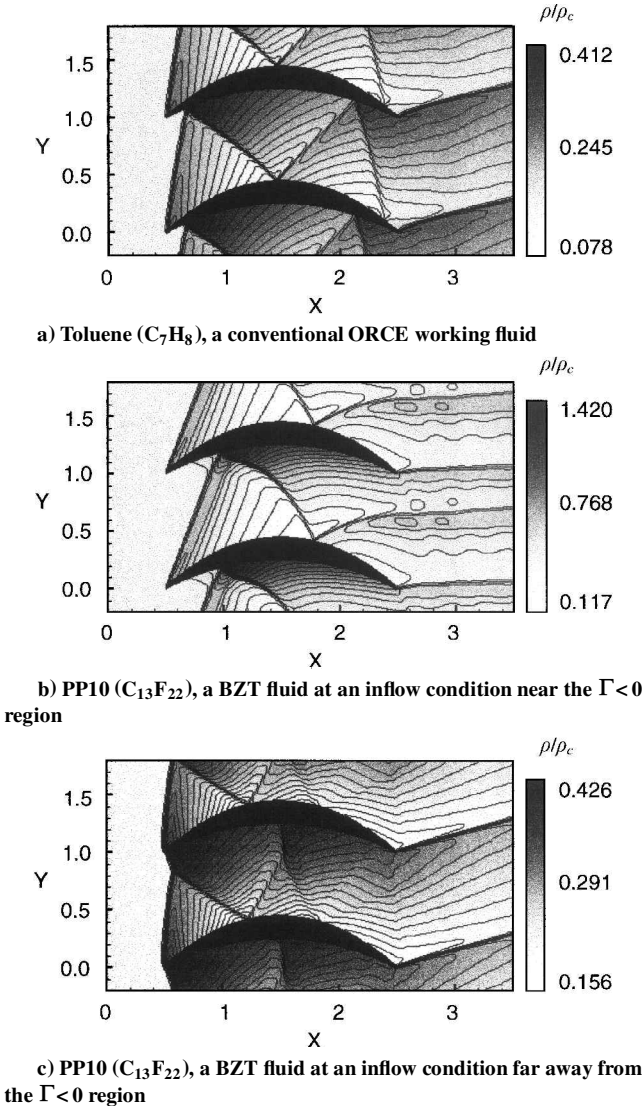 ρ/ρc
1.5
1.0
Y
0.5
0.0
0 1 2 3
X
0.412
0.245
0.078
a) Toluene (C₇H₈), a conventional ORCE working fluid
ρ/ρc
1.5
1.0
Y
0.5
0.0
0 1 2 3
X
1.420
0.768
0.117
b) PP10 (C₁₃F₂₂), a BZT fluid at an inflow condition near the Γ < 0
region
ρ/ρc
1.5
1.0
Y
0.5
0.0
0 1 2 3
X
0.426
0.291
0.156
c) PP10 (C₁₃F₂₂), a BZT fluid at an inflow condition far away from
the Γ < 0 region